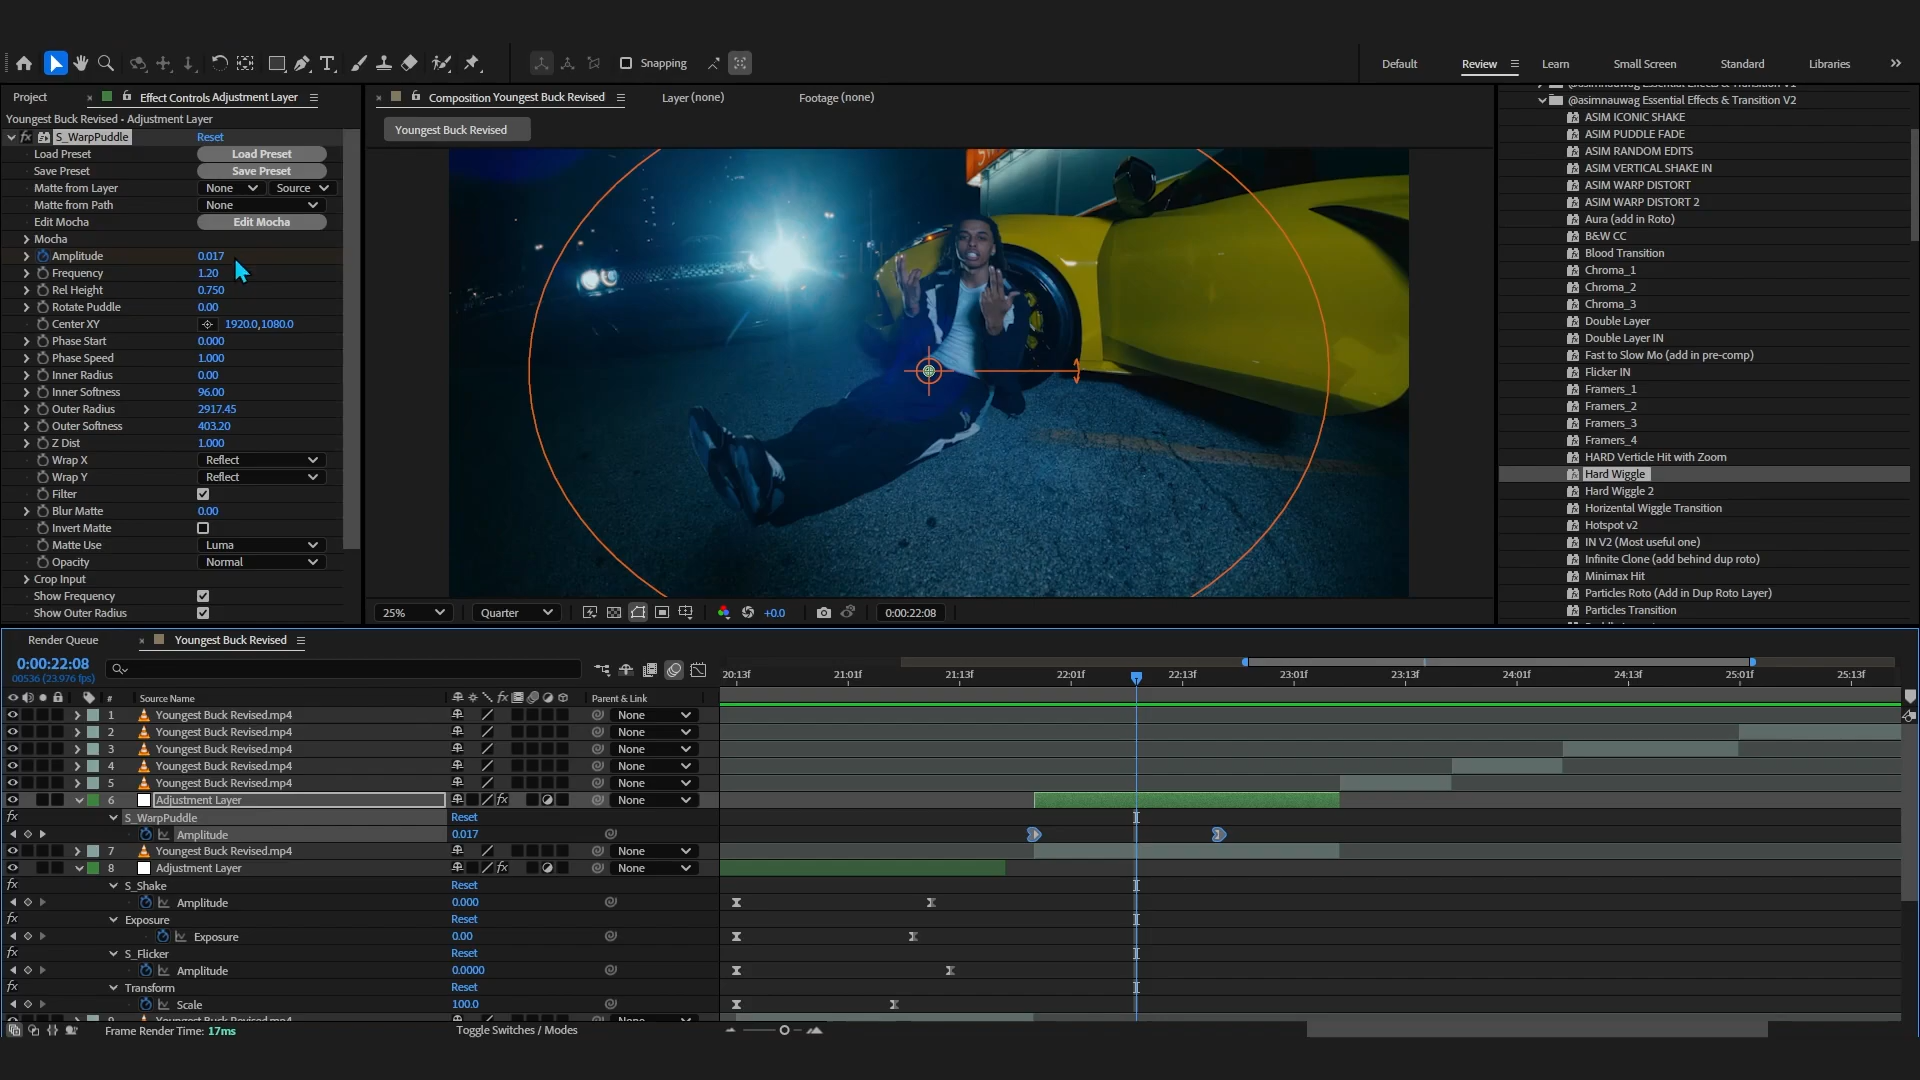 Snapping
Default
Review
Learn
Small Screen
Standard
Libraries
Project
Effect Controls Adjustment Layer
Composition Youngest Buck Revised
Layer (none)
Footage (none)
Youngest Buck Revised • Adjustment Layer
Youngest Buck Revised
S_WarpPuddle Reset
Load Preset Load Preset
Save Preset Save Preset
Matte from Layer None Source
Matte from Path None
Edit Mocha Edit Mocha
Mocha
Amplitude 0.017
Frequency 1.20
Rel Height 0.750
Rotate Puddle 0.00
Center XY 1920.0,1080.0
Phase Start 0.000
Phase Speed 1.000
Inner Radius 0.00
Inner Softness 96.00
Outer Radius 2917.45
Outer Softness 403.20
Z Dist 1.000
Wrap X Reflect
Wrap Y Reflect
Filter
Blur Matte 0.00
Invert Matte
Matte Use Luma
Opacity Normal
Crop Input
Show Frequency
Show Outer Radius
25% Quarter +0.0 0:00:22:08
@asimnauwag Essential Effects & Transition V2
ASIM ICONIC SHAKE
ASIM PUDDLE FADE
ASIM RANDOM EDITS
ASIM VERTICAL SHAKE IN
ASIM WARP DISTORT
ASIM WARP DISTORT 2
Aura (add in Roto)
B&W CC
Blood Transition
Chroma_1
Chroma_2
Chroma_3
Double Layer
Double Layer IN
Fast to Slow Mo (add in pre-comp)
Flicker IN
Framers_1
Framers_2
Framers_3
Framers_4
HARD Verticle Hit with Zoom
Hard Wiggle
Hard Wiggle 2
Horizental Wiggle Transition
Hotspot v2
IN V2 (Most useful one)
Infinite Clone (add behind dup roto)
Minimax Hit
Particles Roto (Add in Dup Roto Layer)
Particles Transition
Render Queue
Youngest Buck Revised
0:00:22:08
00536 (23.976 fps)
20:13f 21:01f 21:13f 22:01f 22:13f 23:01f 23:13f 24:01f 24:13f 25:01f 25:13f
# Source Name Parent & Link
1 Youngest Buck Revised.mp4 None
2 Youngest Buck Revised.mp4 None
3 Youngest Buck Revised.mp4 None
4 Youngest Buck Revised.mp4 None
5 Youngest Buck Revised.mp4 None
6 Adjustment Layer fx None
fx S_WarpPuddle Reset
Amplitude 0.017
7 Youngest Buck Revised.mp4 None
8 Adjustment Layer fx None
fx S_Shake Reset
Amplitude 0.000
fx Exposure Reset
Exposure 0.00
fx S_Flicker Reset
Amplitude 0.0000
fx Transform Reset
Scale 100.0
Frame Render Time: 17ms
Toggle Switches / Modes